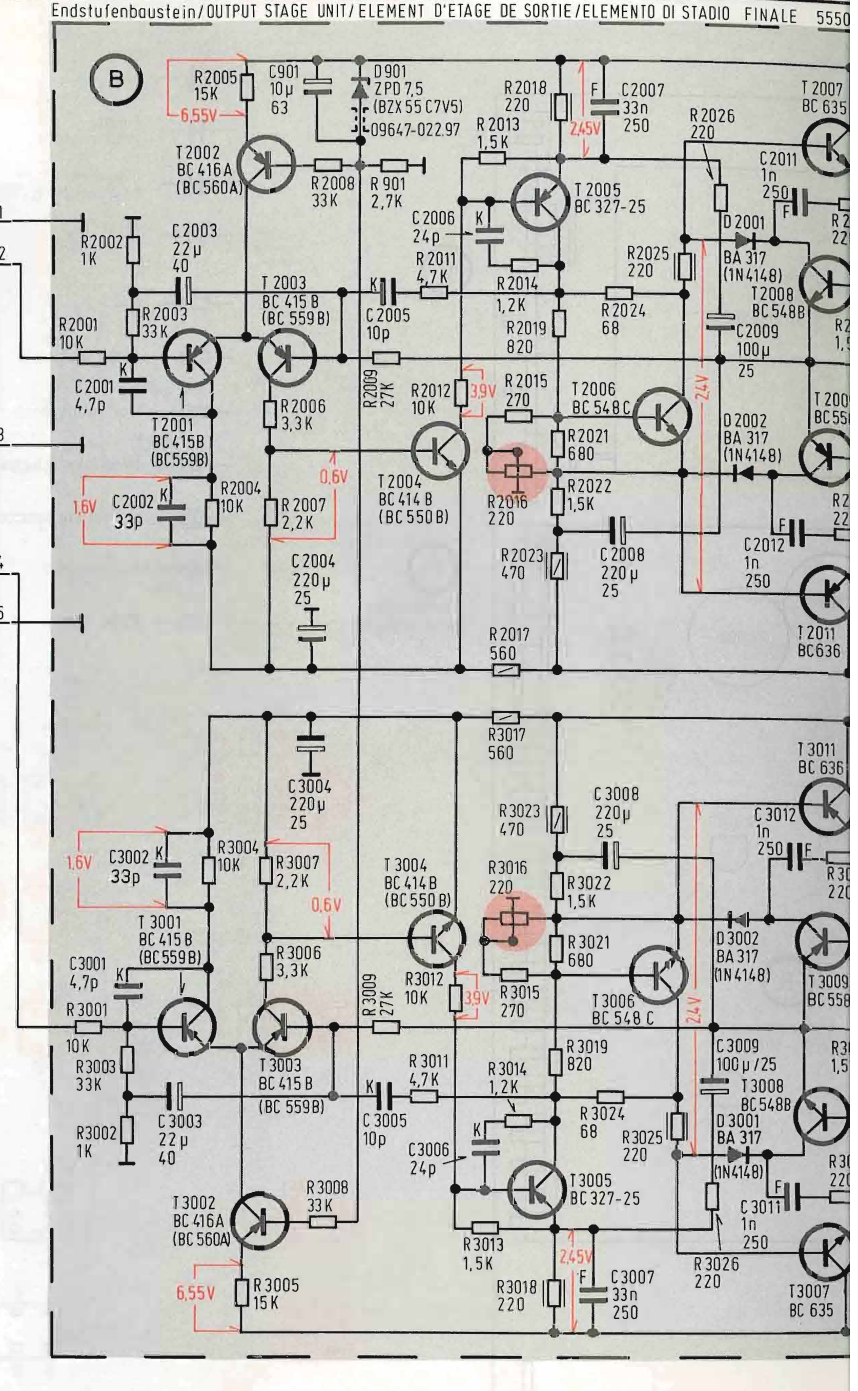 Endstufenbaustein/OUTPUT STAGE UNIT/ELEMENT D'ETAGE DE SORTIE/ELEMENTO DI STADIO FINALE 5550
B
R2005
15K
6,55V
C901
10µ
63
D901
ZPD 7,5
(BZX 55 C7V5)
09647-022.97
R2018
220
2,45V
F
C2007
33n
250
T2007
BC 635
R2026
220
R2013
1,5K
T2002
BC 416A
(BC 560A)
R2008
33K
R901
2,7K
T2005
BC 327-25
C2011
1n
250
F
C2006
24p
K
R2002
1K
C2003
22µ
40
T2003
BC 415 B
(BC 559B)
K
C2005
10p
R2011
4,7K
R2014
1,2K
R2025
220
D2001
BA 317
(1N4148)
T2008
BC548B
R2003
33K
R2001
10K
R2019
820
R2024
68
C2009
100µ
25
C2001
4,7p
K
R2009
27K
R2012
10K
3,9V
R2015
270
T2006
BC 548 C
2,4V
R2006
3,3K
T2001
BC 415B
(BC559B)
R2021
680
D2002
BA 317
(1N4148)
0,6V
1,6V
C2002
33p
K
R2004
10K
R2007
2,2K
T2004
BC 414 B
(BC 550 B)
R2016
220
R2022
1,5K
C2004
220µ
25
R2023
470
C2008
220µ
25
C2012
1n
250
F
T2011
BC636
R2017
560
R3017
560
C3004
220µ
25
T3011
BC 636
R3023
470
C3008
220µ
25
C3012
1n
250
F
1,6V
C3002
33p
K
R3004
10K
R3007
2,2K
0,6V
T3004
BC 414B
(BC 550 B)
R3016
220
R3022
1,5K
T3001
BC 415 B
(BC559B)
R3006
3,3K
R3021
680
D3002
BA 317
(1N4148)
T3009
BC558
C3001
4,7p
K
R3001
10K
R3009
27K
R3012
10K
3,9V
R3015
270
T3006
BC 548 C
2,4V
R3003
33K
T3003
BC 415 B
(BC 559B)
R3011
4,7K
R3014
1,2K
R3019
820
C3009
100µ/25
T3008
BC548B
R3002
1K
C3003
22µ
40
K
C3005
10p
C3006
24p
K
R3024
68
R3025
220
D3001
BA 317
(1N4148)
T3002
BC 416A
(BC 560A)
R3008
33K
T3005
BC 327-25
C3011
1n
250
F
R3013
1,5K
2,45V
R3026
220
6,55V
R3005
15K
R3018
220
F
C3007
33n
250
T3007
BC 635